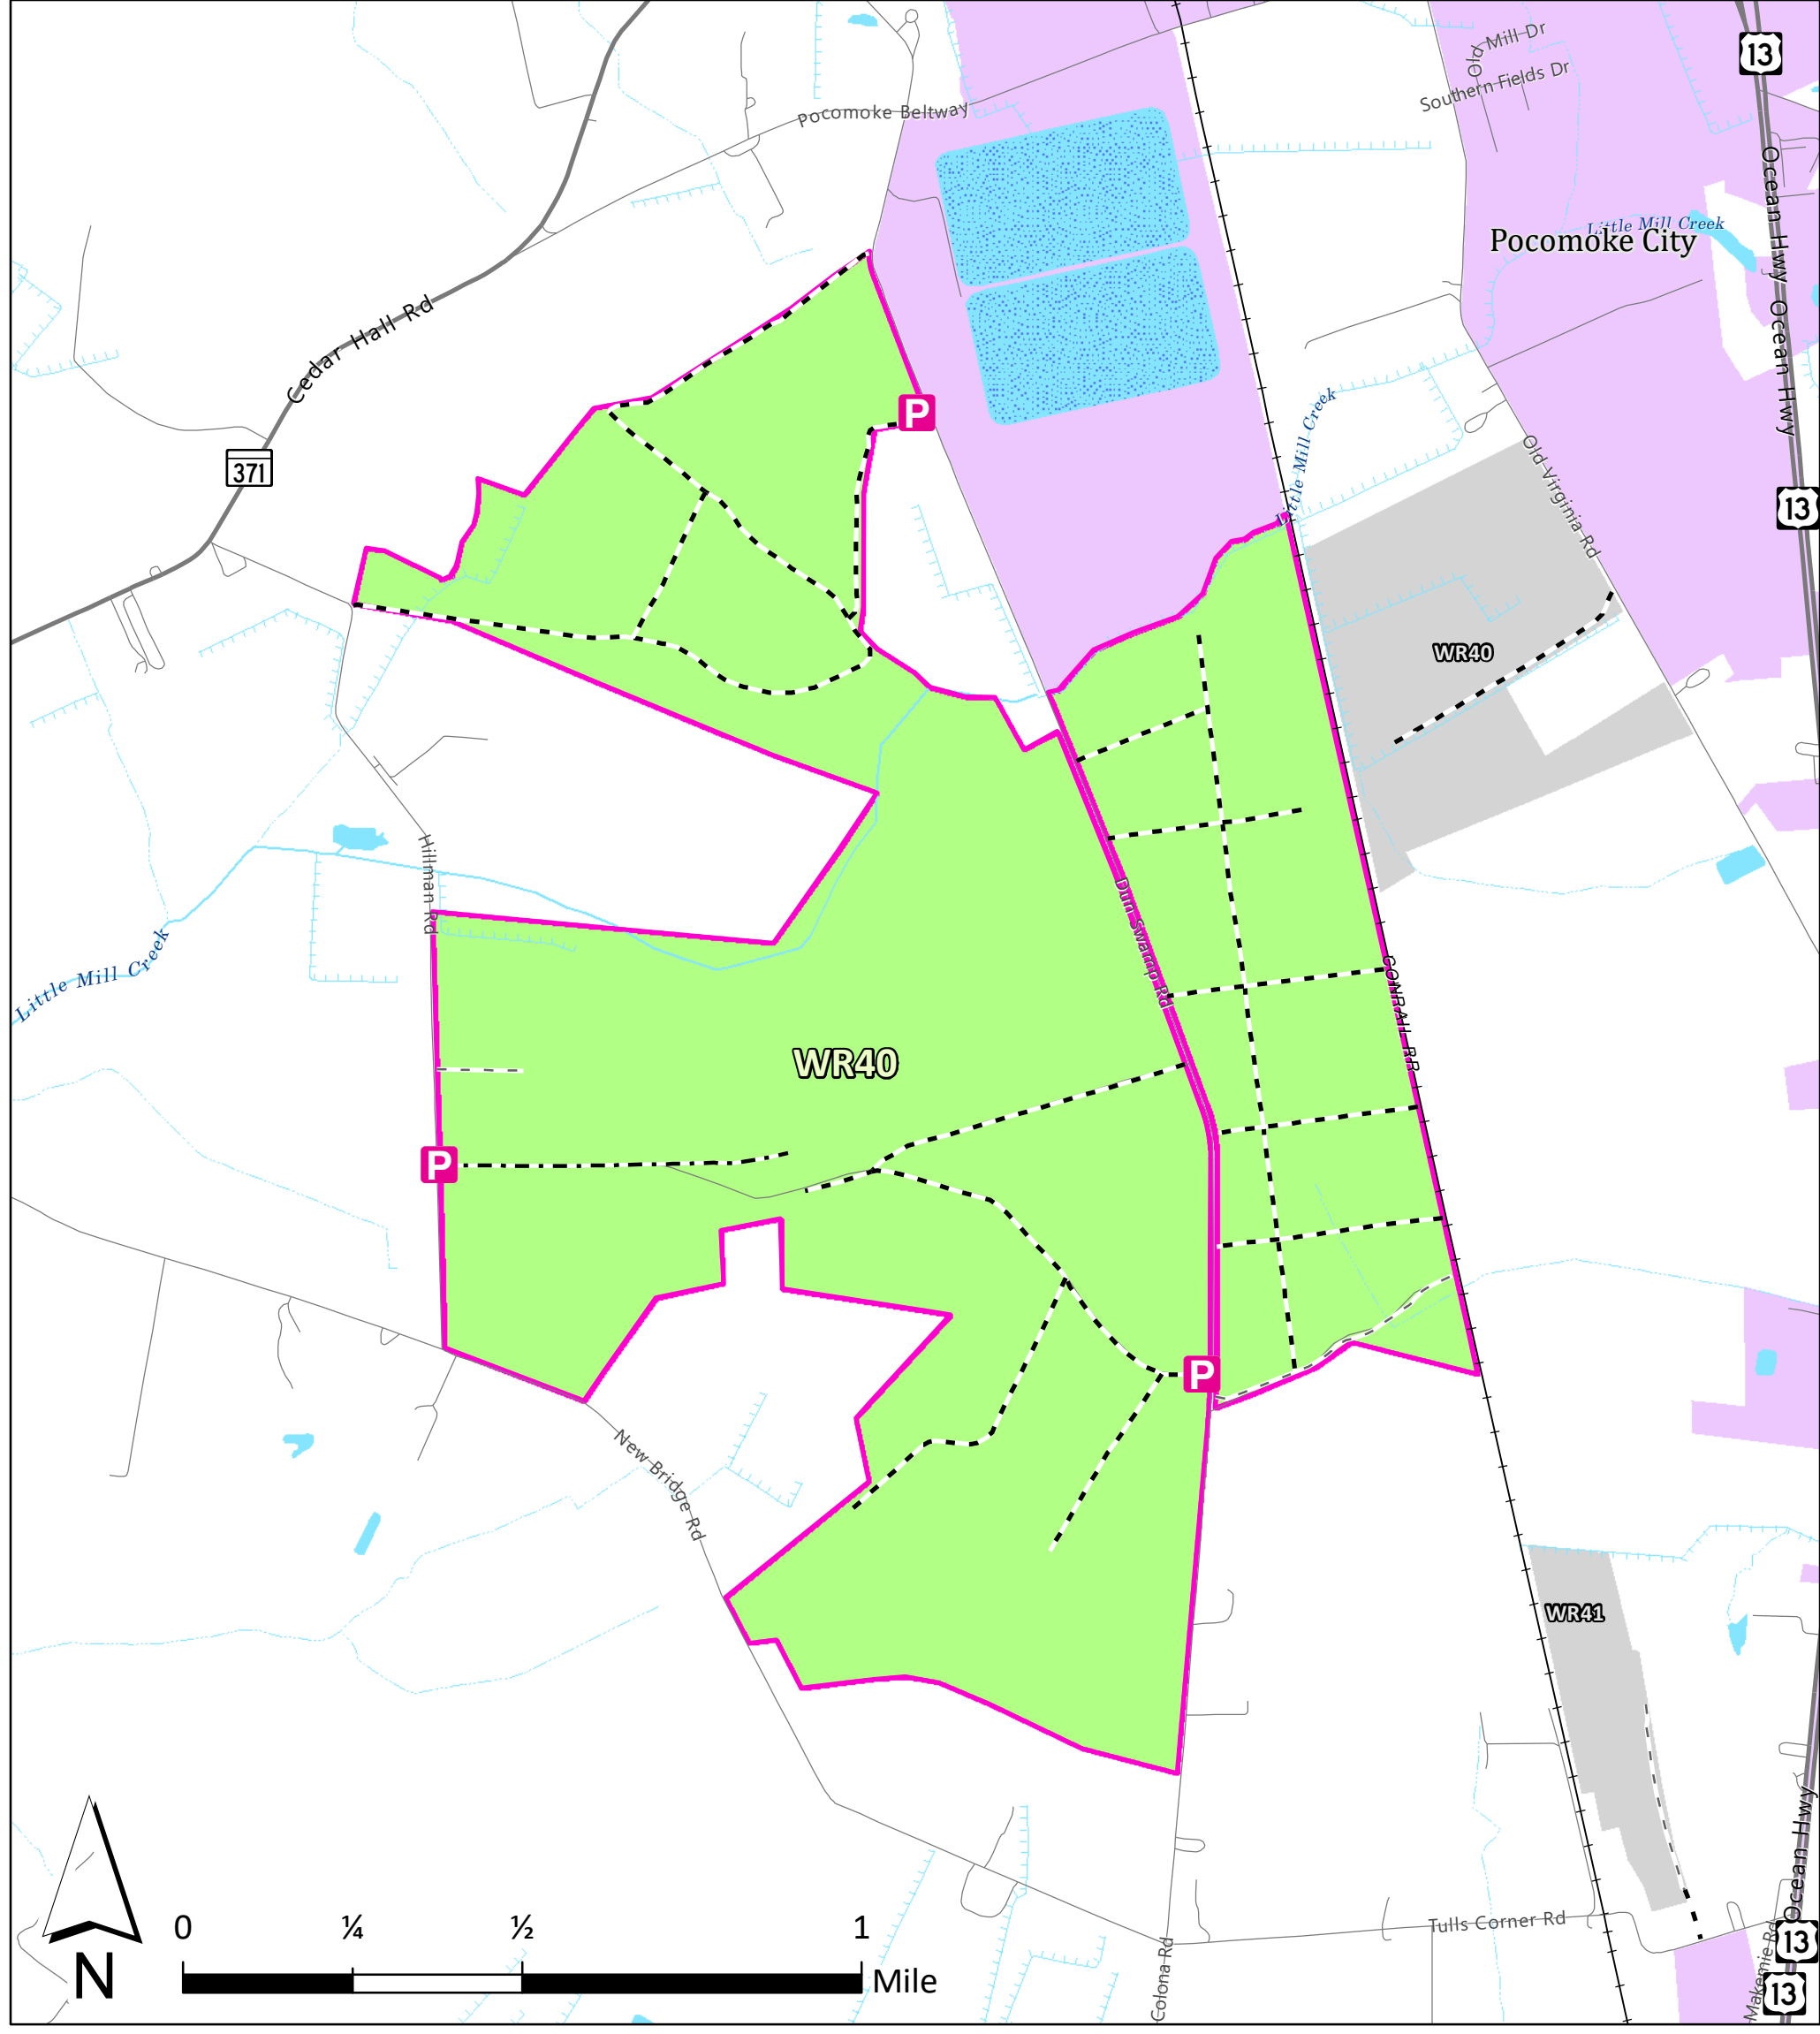 Old Mill Dr
Southern Fields Dr
13
Pocomoke Beltway
Ocean Hwy
Little Mill Creek
Pocomoke City
Ocean Hwy
Cedar Hall Rd
P
Little Mill Creek
371
Old Virginia Rd
13
WR40
Hillman Rd
Dun Swamp Rd
Little Mill Creek
CONRAIL RR
WR40
P
P
New Bridge Rd
WR41
Ocean Hwy
0 ¼ ½ 1
Mile
N
Tulls Corner Rd
Colona Rd
Makemie Rd
13
13